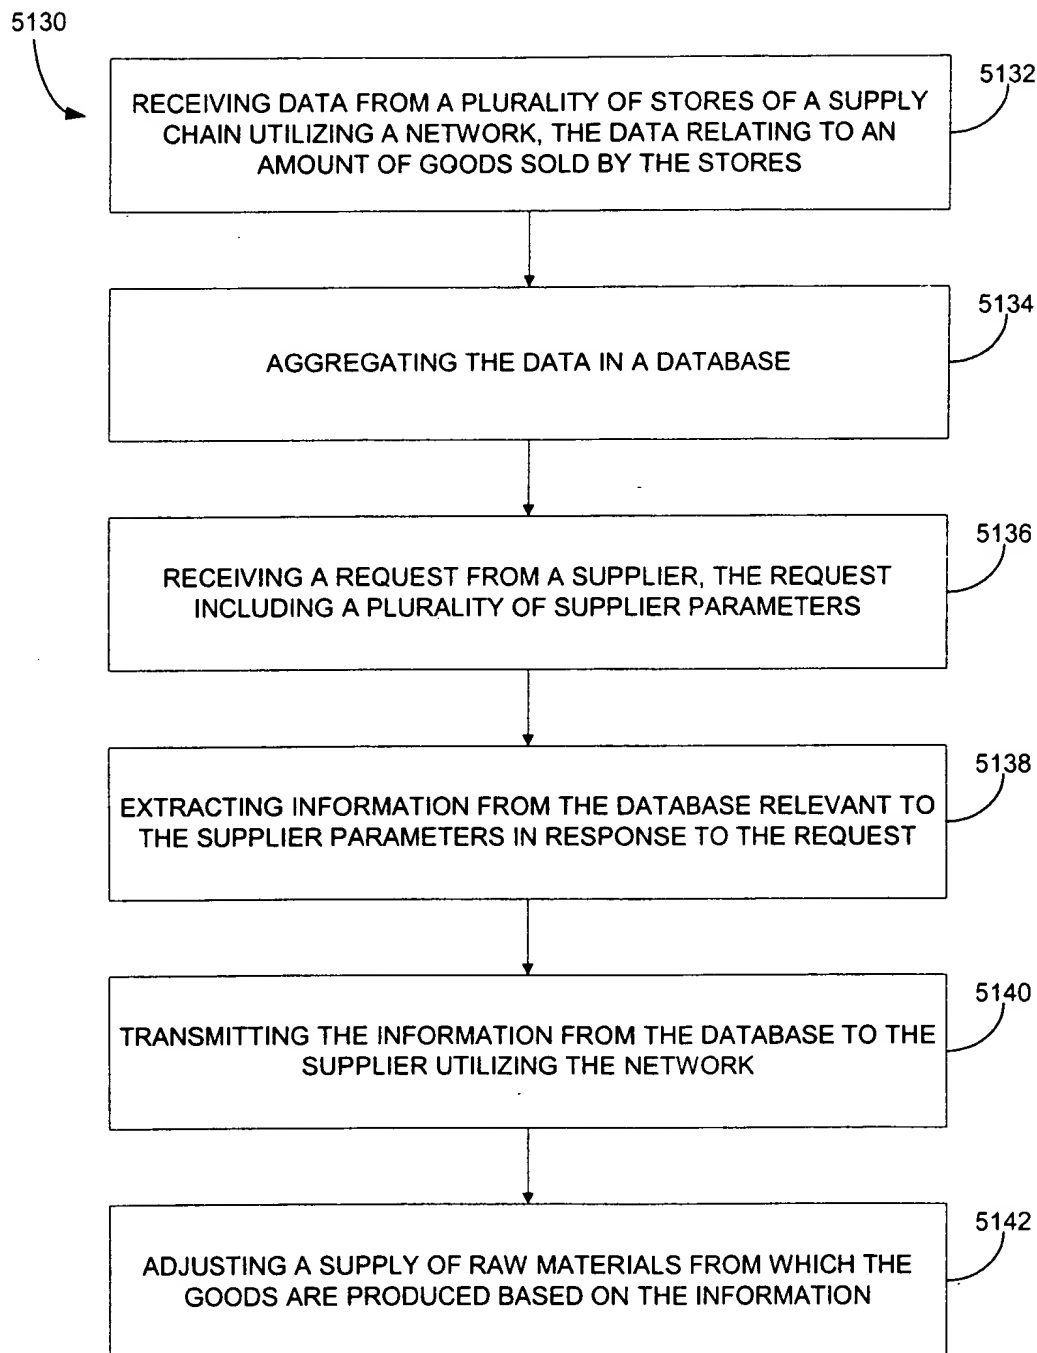 5130
5132
RECEIVING DATA FROM A PLURALITY OF STORES OF A SUPPLY
CHAIN UTILIZING A NETWORK, THE DATA RELATING TO AN
AMOUNT OF GOODS SOLD BY THE STORES
5134
AGGREGATING THE DATA IN A DATABASE
5136
RECEIVING A REQUEST FROM A SUPPLIER, THE REQUEST
INCLUDING A PLURALITY OF SUPPLIER PARAMETERS
5138
EXTRACTING INFORMATION FROM THE DATABASE RELEVANT TO
THE SUPPLIER PARAMETERS IN RESPONSE TO THE REQUEST
5140
TRANSMITTING THE INFORMATION FROM THE DATABASE TO THE
SUPPLIER UTILIZING THE NETWORK
5142
ADJUSTING A SUPPLY OF RAW MATERIALS FROM WHICH THE
GOODS ARE PRODUCED BASED ON THE INFORMATION